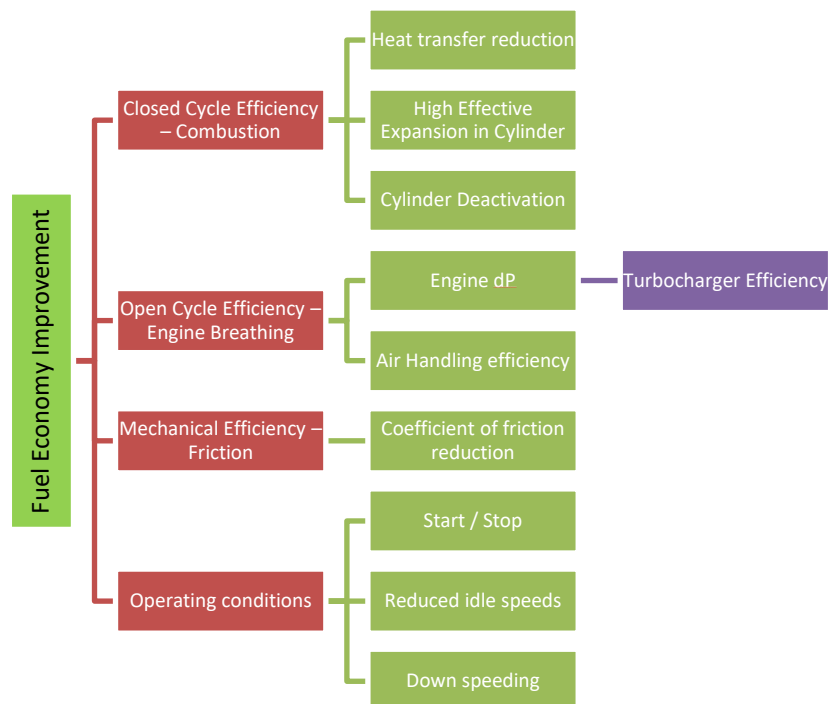 Fuel Economy Improvement
Closed Cycle Efficiency
– Combustion
Heat transfer reduction
High Effective
Expansion in Cylinder
Cylinder Deactivation
Open Cycle Efficiency –
Engine Breathing
Engine dP
Turbocharger Efficiency
Air Handling efficiency
Mechanical Efficiency –
Friction
Coefficient of friction
reduction
Operating conditions
Start / Stop
Reduced idle speeds
Down speeding